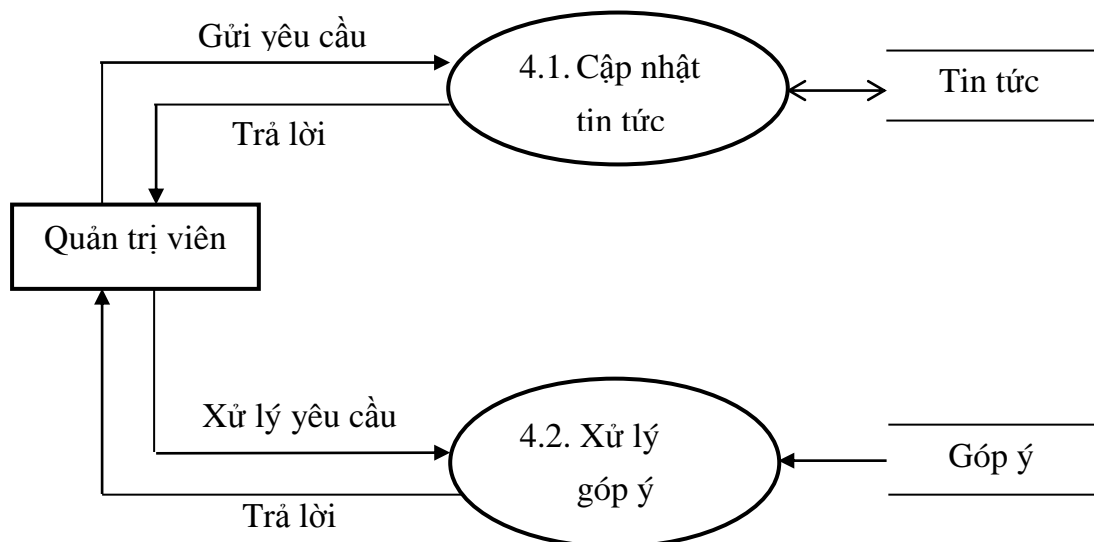 Gửi yêu cầu
4.1. Cập nhật
tin tức
Tin tức
Trả lời
Quản trị viên
Xử lý yêu cầu
4.2. Xử lý
góp ý
Góp ý
Trả lời